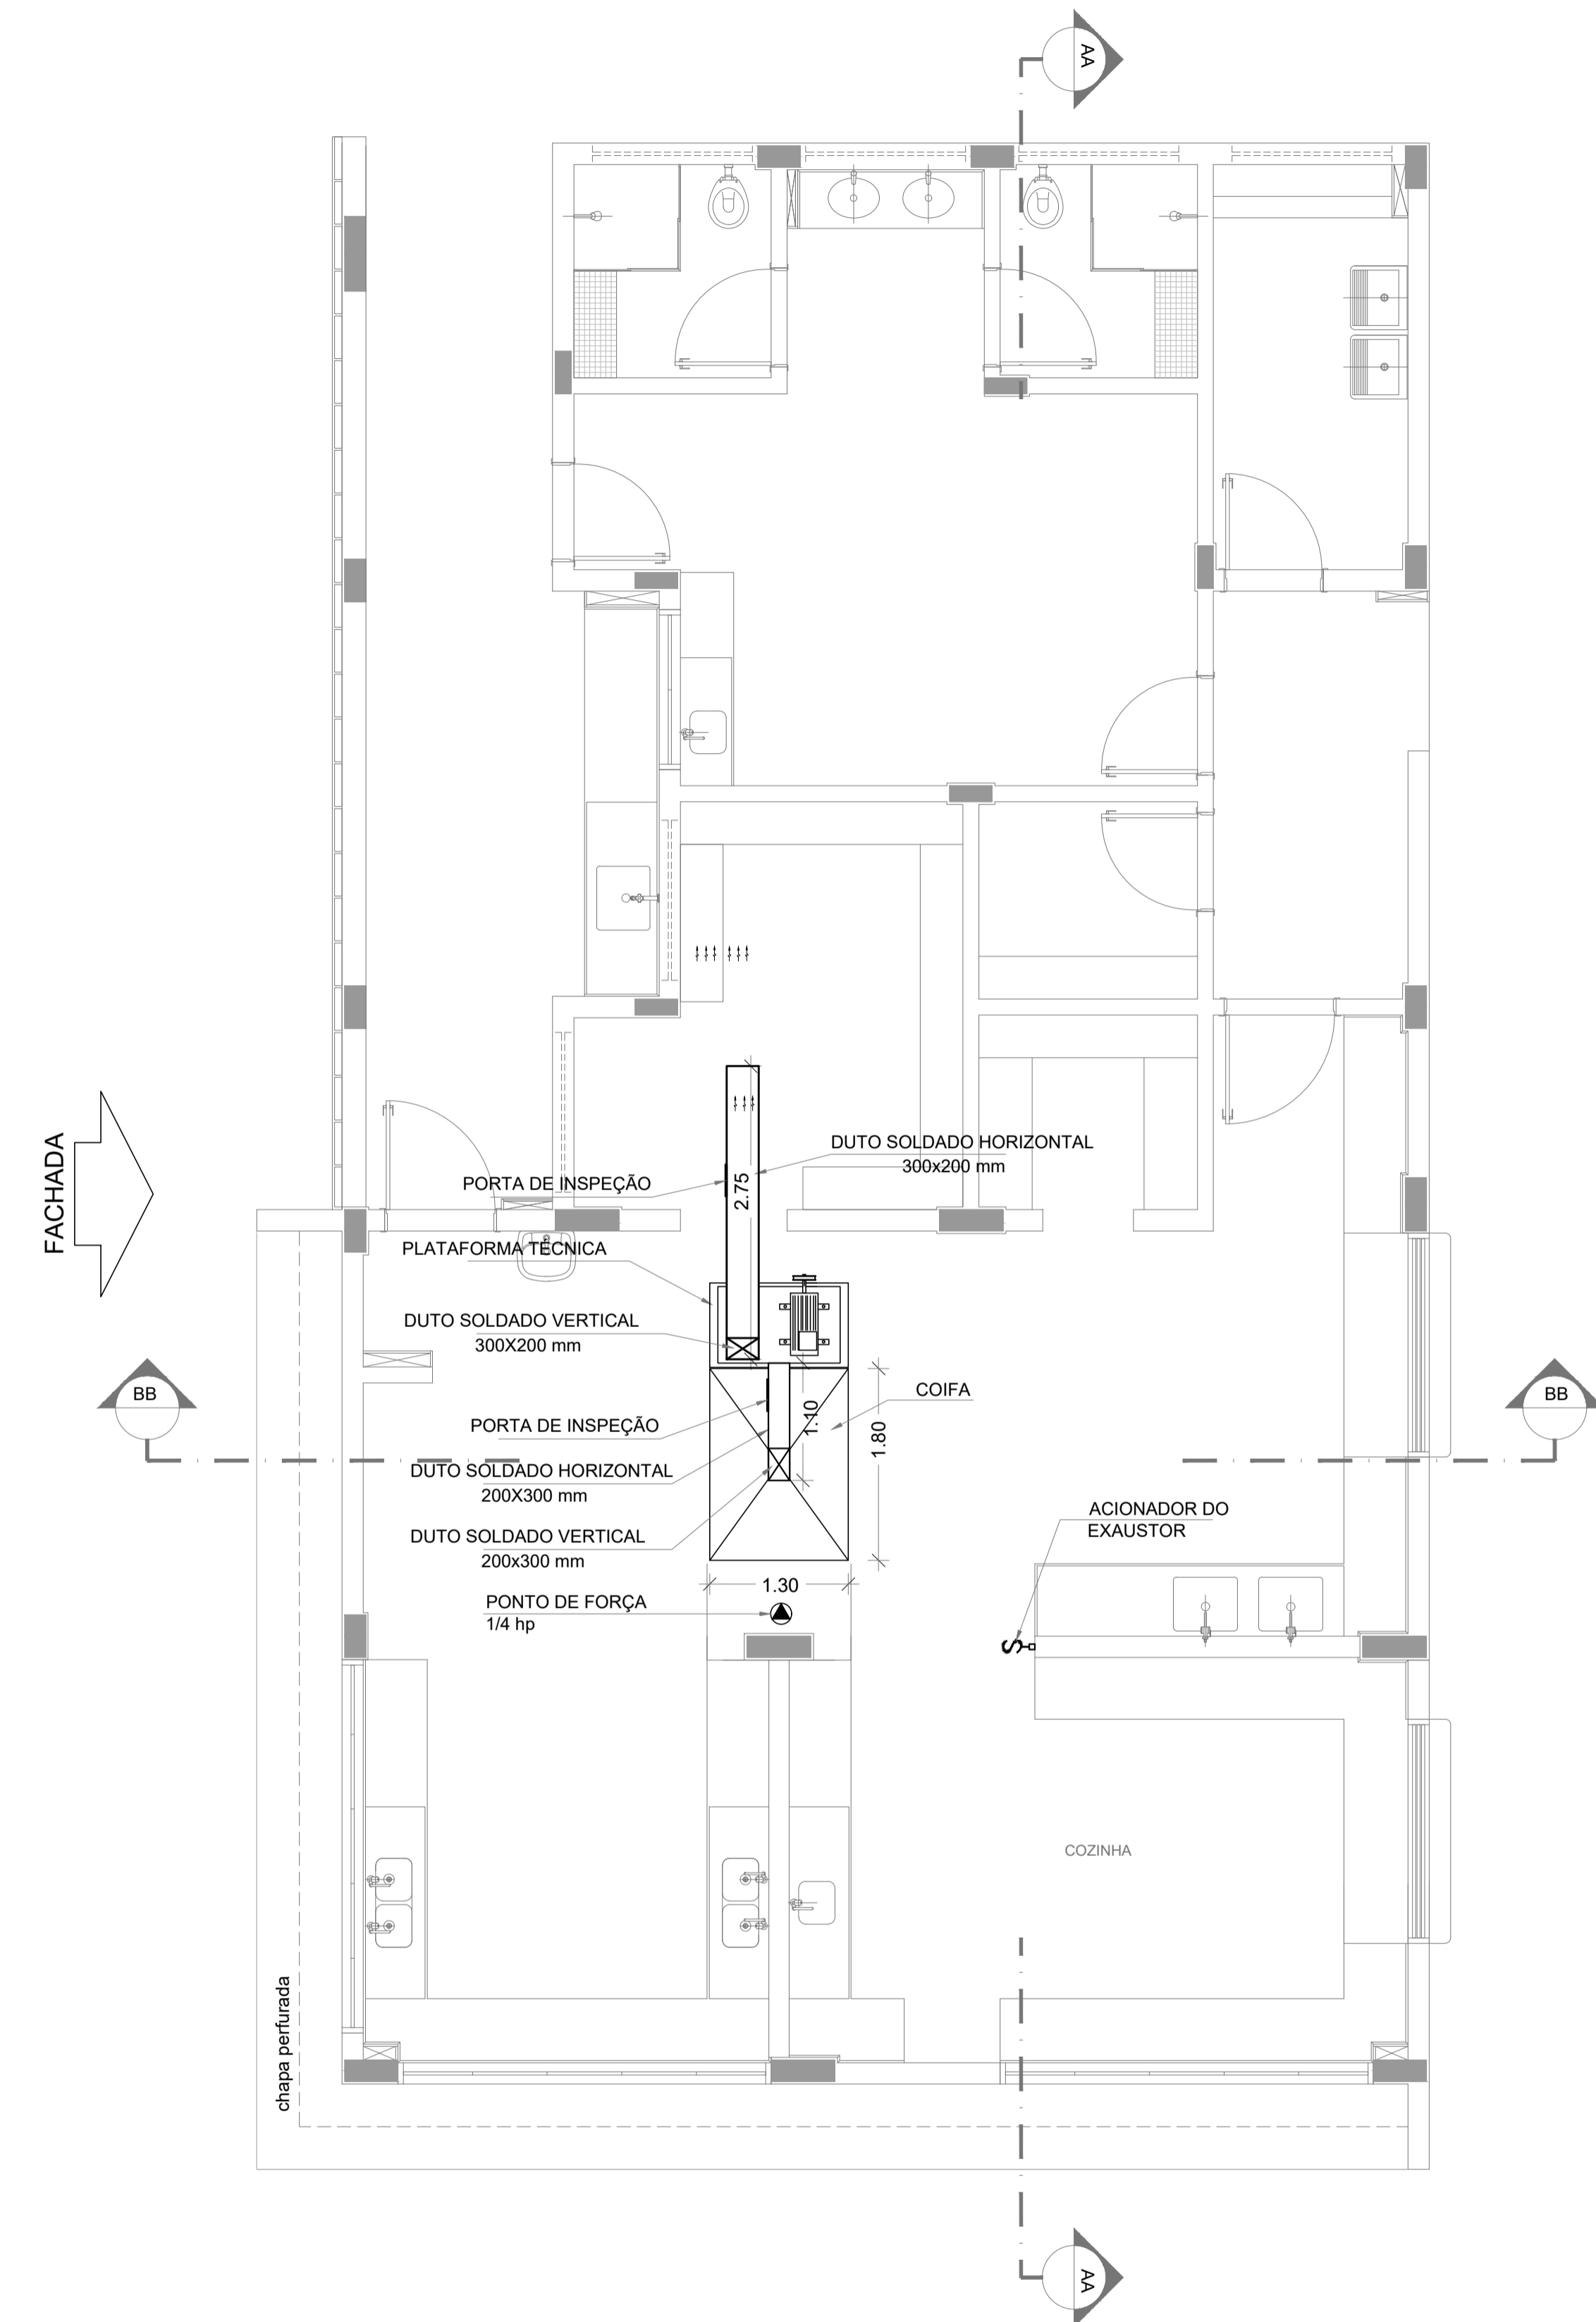 AA
FACHADA
DUTO SOLDADO HORIZONTAL
300x200 mm
PORTA DE INSPEÇÃO
2.75
PLATAFORMA TÉCNICA
DUTO SOLDADO VERTICAL
300X200 mm
BB
COIFA
BB
1.10
1.80
PORTA DE INSPEÇÃO
DUTO SOLDADO HORIZONTAL
200X300 mm
DUTO SOLDADO VERTICAL
200x300 mm
ACIONADOR DO
EXAUSTOR
1.30
PONTO DE FORÇA
1/4 hp
S
COZINHA
chapa perfurada
AA